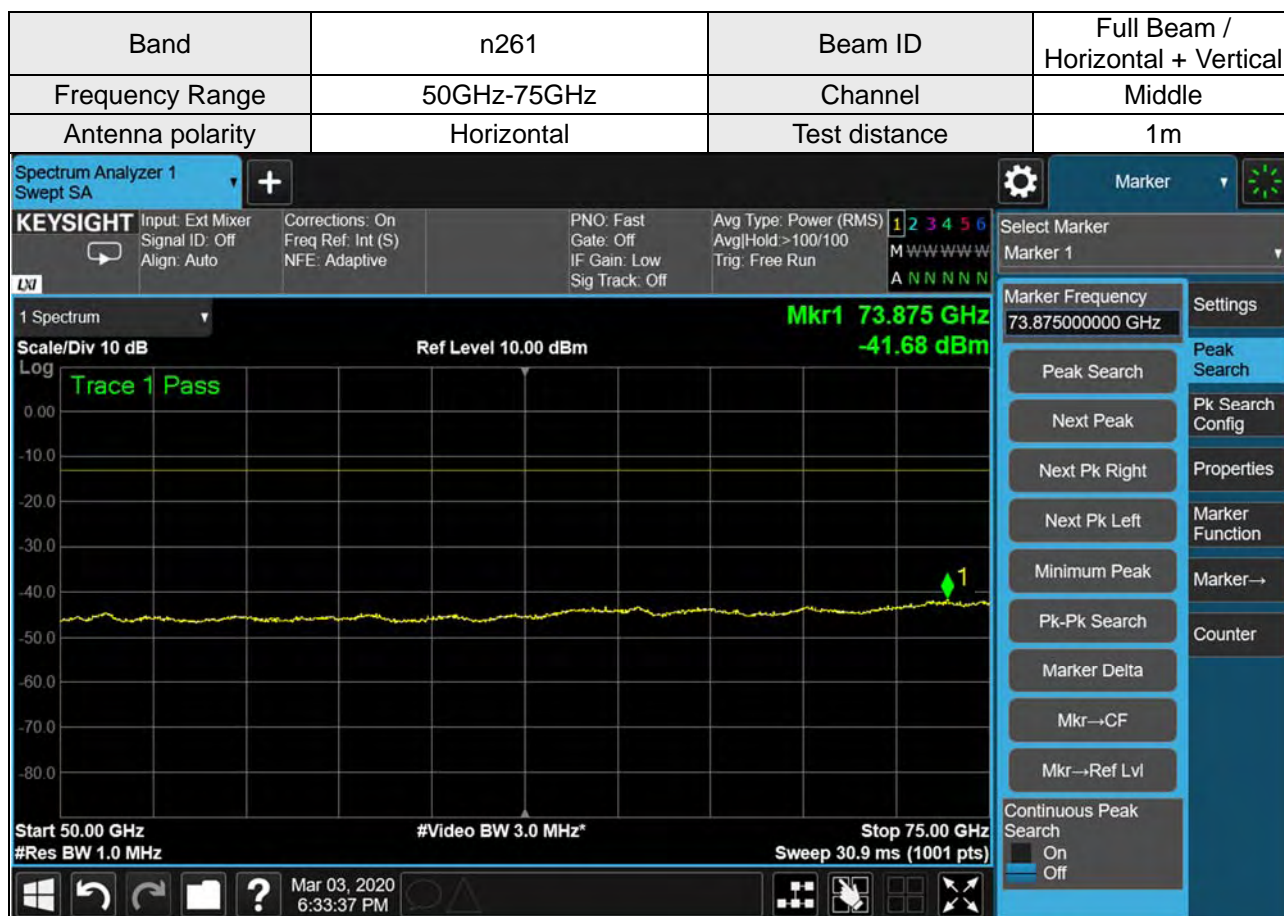 Band n261 Beam ID Full Beam /
Horizontal + Vertical
Frequency Range 50GHz-75GHz Channel Middle
Antenna polarity Horizontal Test distance 1m
Spectrum Analyzer 1
Swept SA
+
Marker
KEYSIGHT
LXI
Input: Ext Mixer
Signal ID: Off
Align: Auto
Corrections: On
Freq Ref: Int (S)
NFE: Adaptive
PNO: Fast
Gate: Off
IF Gain: Low
Sig Track: Off
Avg Type: Power (RMS)
Avg|Hold:>100/100
Trig: Free Run
1 2 3 4 5 6
M W W W W W
A N N N N N
Select Marker
Marker 1
1 Spectrum
Scale/Div 10 dB
Ref Level 10.00 dBm
Mkr1 73.875 GHz
-41.68 dBm
Log
Trace 1 Pass
0.00
-10.0
-20.0
-30.0
-40.0
-50.0
-60.0
-70.0
-80.0
1
Start 50.00 GHz
#Res BW 1.0 MHz
#Video BW 3.0 MHz*
Stop 75.00 GHz
Sweep 30.9 ms (1001 pts)
Marker Frequency
73.875000000 GHz
Peak Search
Next Peak
Next Pk Right
Next Pk Left
Minimum Peak
Pk-Pk Search
Marker Delta
Mkr→CF
Mkr→Ref Lvl
Continuous Peak
Search
On
Off
Settings
Peak
Search
Pk Search
Config
Properties
Marker
Function
Marker→
Counter
?
Mar 03, 2020
6:33:37 PM